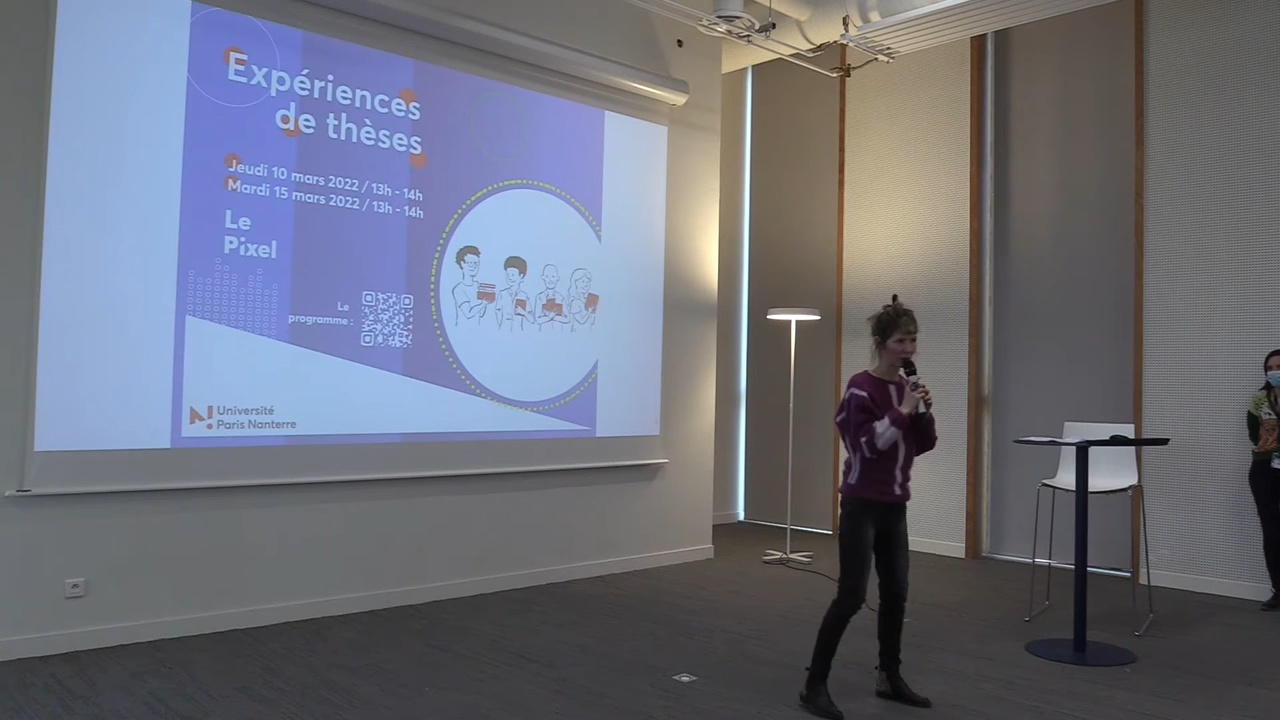 Expériences
de thèses
Jeudi 10 mars 2022 / 13h - 14h
Mardi 15 mars 2022 / 13h - 14h
Le
Pixel
Le
programme :
Université
Paris Nanterre